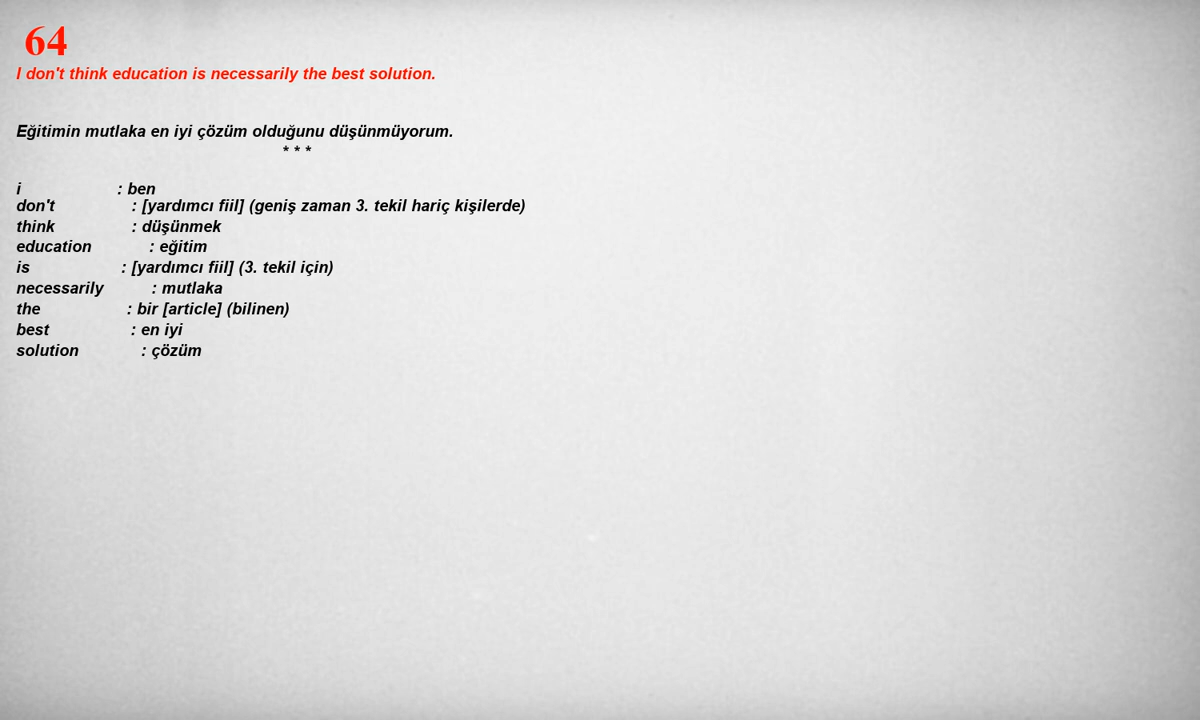 64
I don't think education is necessarily the best solution.
Eğitimin mutlaka en iyi çözüm olduğunu düşünmüyorum.
* * *
i : ben
don't : [yardımcı fiil] (geniş zaman 3. tekil hariç kişilerde)
think : düşünmek
education : eğitim
is : [yardımcı fiil] (3. tekil için)
necessarily : mutlaka
the : bir [article] (bilinen)
best : en iyi
solution : çözüm